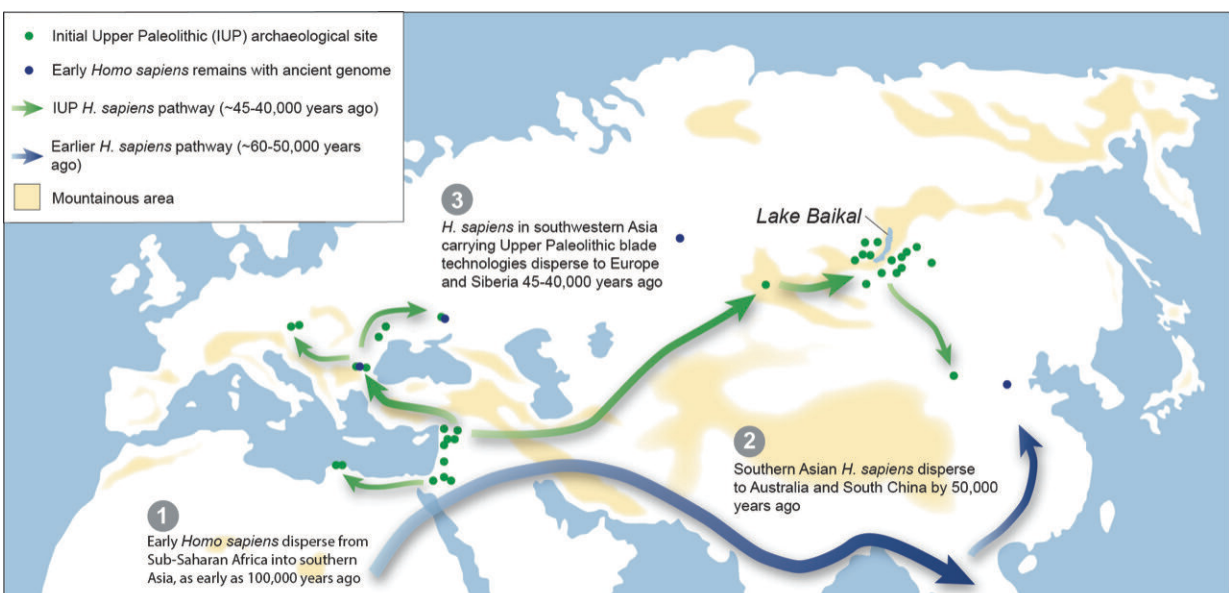 Initial Upper Paleolithic (IUP) archaeological site
Early Homo sapiens remains with ancient genome
IUP H. sapiens pathway (~45-40,000 years ago)
Earlier H. sapiens pathway (~60-50,000 years
ago)
Mountainous area
3
H. sapiens in southwestern Asia
carrying Upper Paleolithic blade
technologies disperse to Europe
and Siberia 45-40,000 years ago
Lake Baikal
2
Southern Asian H. sapiens disperse
to Australia and South China by 50,000
years ago
1
Early Homo sapiens disperse from
Sub-Saharan Africa into southern
Asia, as early as 100,000 years ago